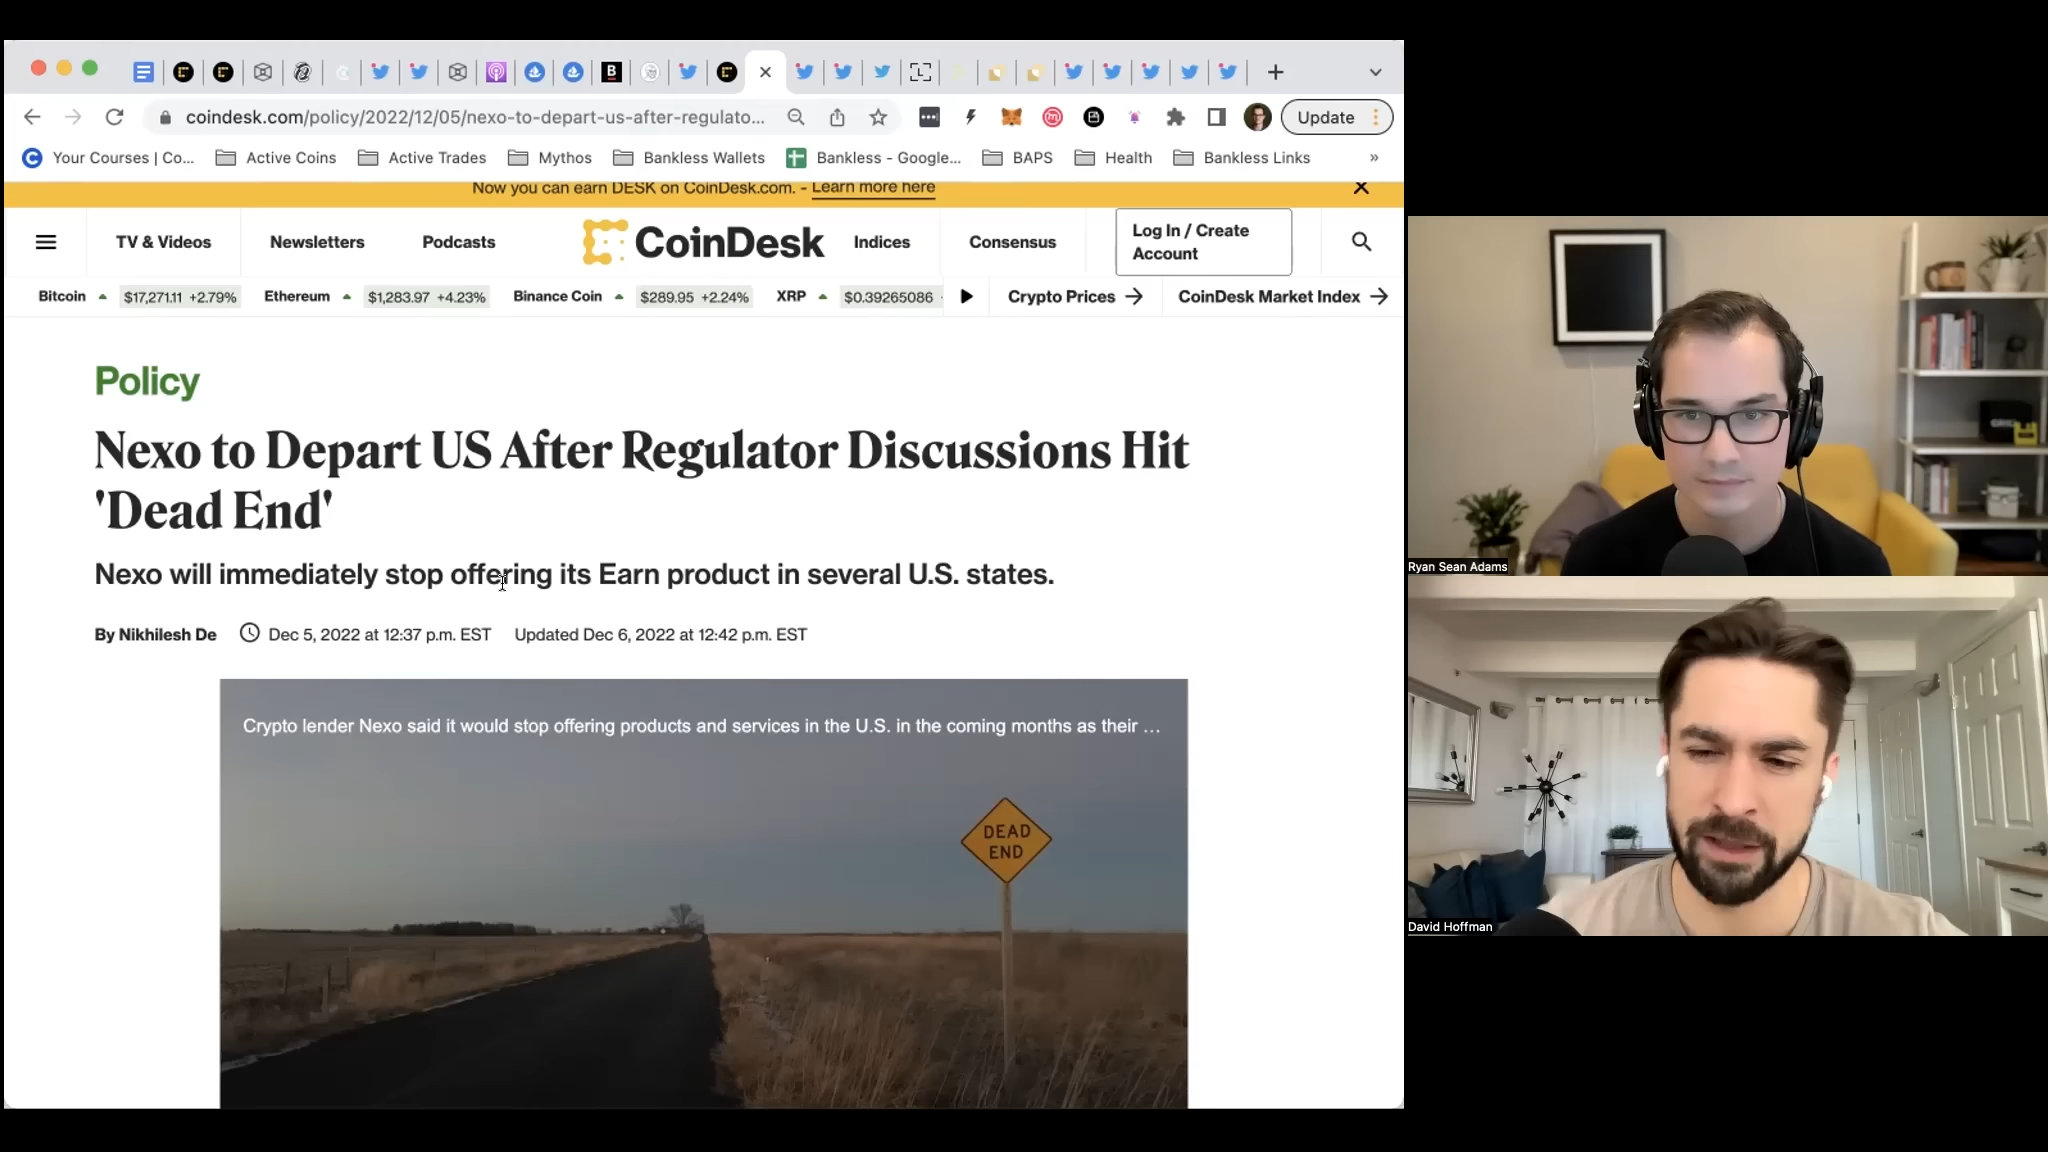 coindesk.com/policy/2022/12/05/nexo-to-depart-us-after-regulato...
Update
Your Courses | Co...
Active Coins
Active Trades
Mythos
Bankless Wallets
Bankless - Google...
BAPS
Health
Bankless Links
»
Now you can earn DESK on CoinDesk.com. - Learn more here
TV & Videos
Newsletters
Podcasts
CoinDesk
Indices
Consensus
Log In / Create
Account
Bitcoin $17,271.11 +2.79%
Ethereum $1,283.97 +4.23%
Binance Coin $289.95 +2.24%
XRP $0.39265086
Crypto Prices
CoinDesk Market Index
Policy
Nexo to Depart US After Regulator Discussions Hit
'Dead End'
Nexo will immediately stop offering its Earn product in several U.S. states.
By Nikhilesh De Dec 5, 2022 at 12:37 p.m. EST Updated Dec 6, 2022 at 12:42 p.m. EST
Crypto lender Nexo said it would stop offering products and services in the U.S. in the coming months as their ...
DEAD
END
Ryan Sean Adams
David Hoffman